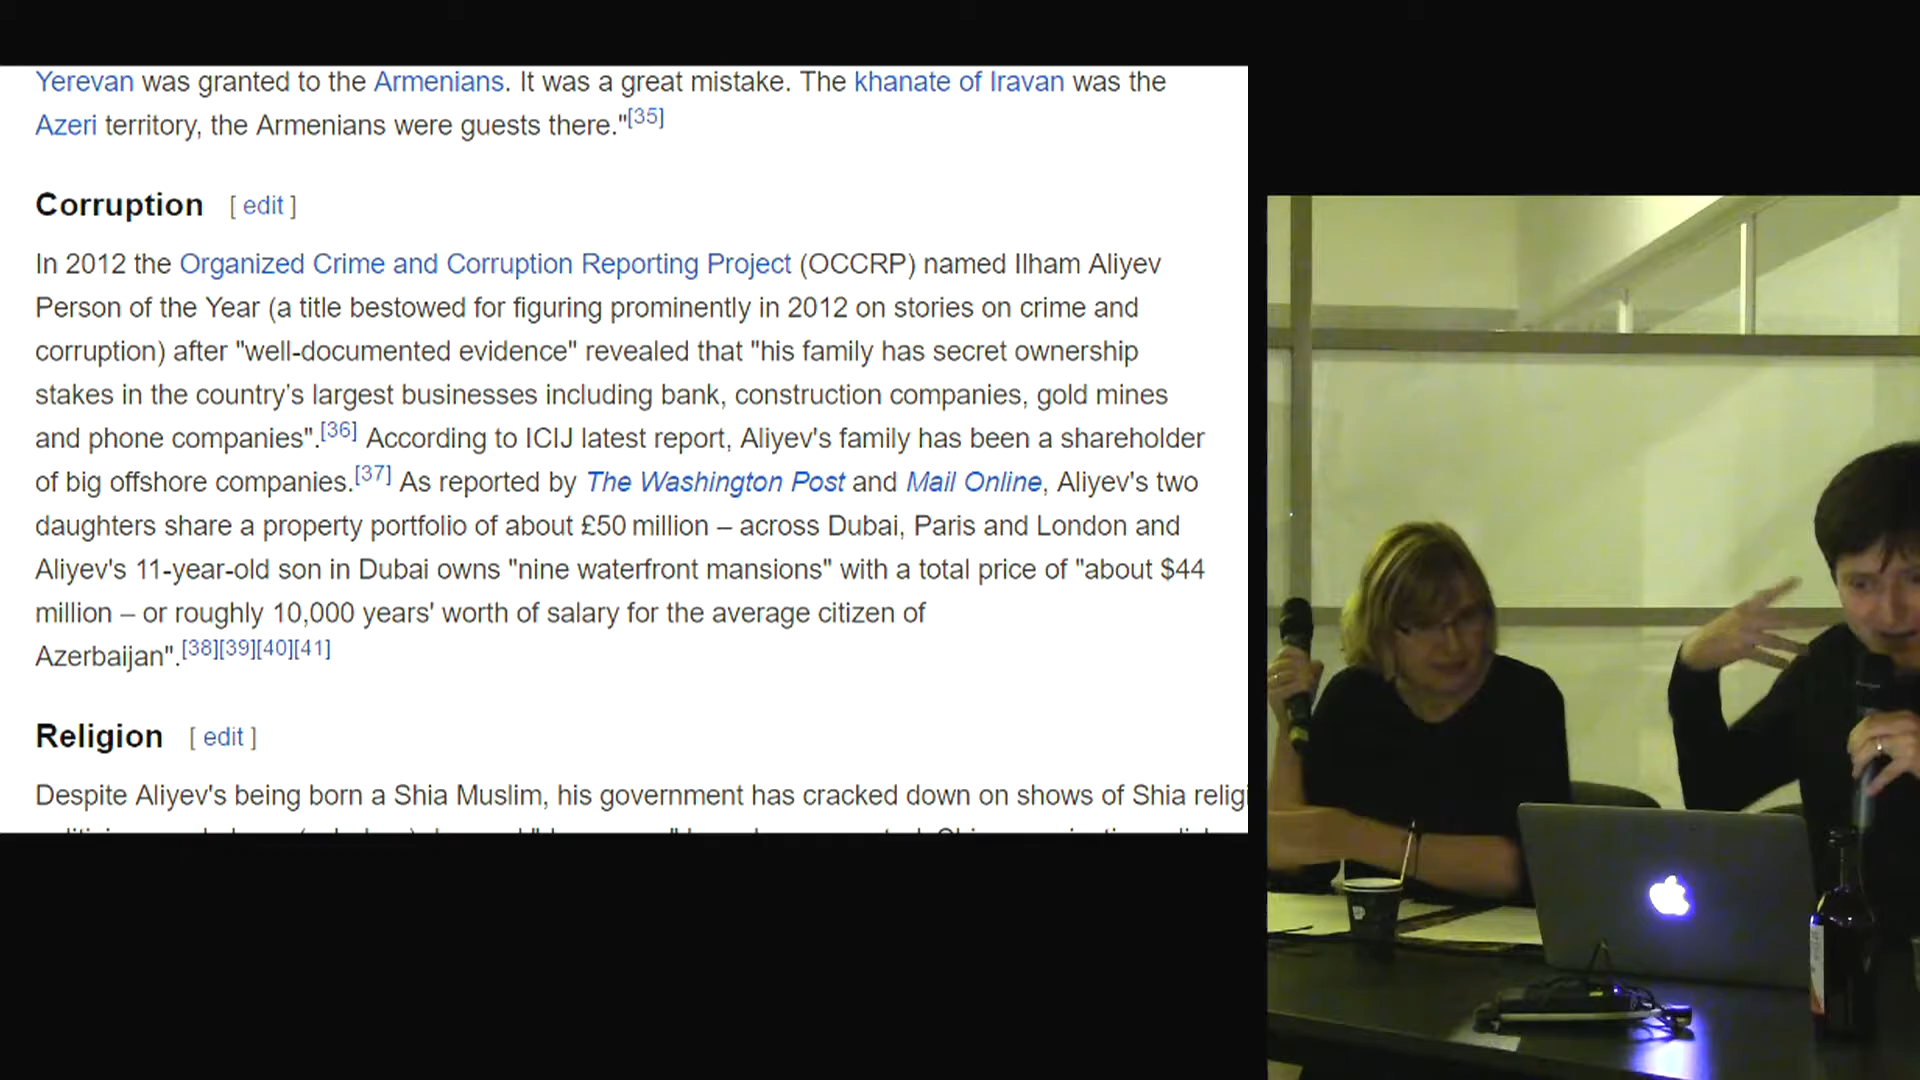 Yerevan was granted to the Armenians. It was a great mistake. The khanate of Iravan was the
Azeri territory, the Armenians were guests there."[35]
Corruption [ edit ]
In 2012 the Organized Crime and Corruption Reporting Project (OCCRP) named Ilham Aliyev
Person of the Year (a title bestowed for figuring prominently in 2012 on stories on crime and
corruption) after "well-documented evidence" revealed that "his family has secret ownership
stakes in the country's largest businesses including bank, construction companies, gold mines
and phone companies".[36] According to ICIJ latest report, Aliyev's family has been a shareholder
of big offshore companies.[37] As reported by The Washington Post and Mail Online, Aliyev's two
daughters share a property portfolio of about £50 million – across Dubai, Paris and London and
Aliyev's 11-year-old son in Dubai owns "nine waterfront mansions" with a total price of "about $44
million – or roughly 10,000 years' worth of salary for the average citizen of
Azerbaijan".[38][39][40][41]
Religion [ edit ]
Despite Aliyev's being born a Shia Muslim, his government has cracked down on shows of Shia religi